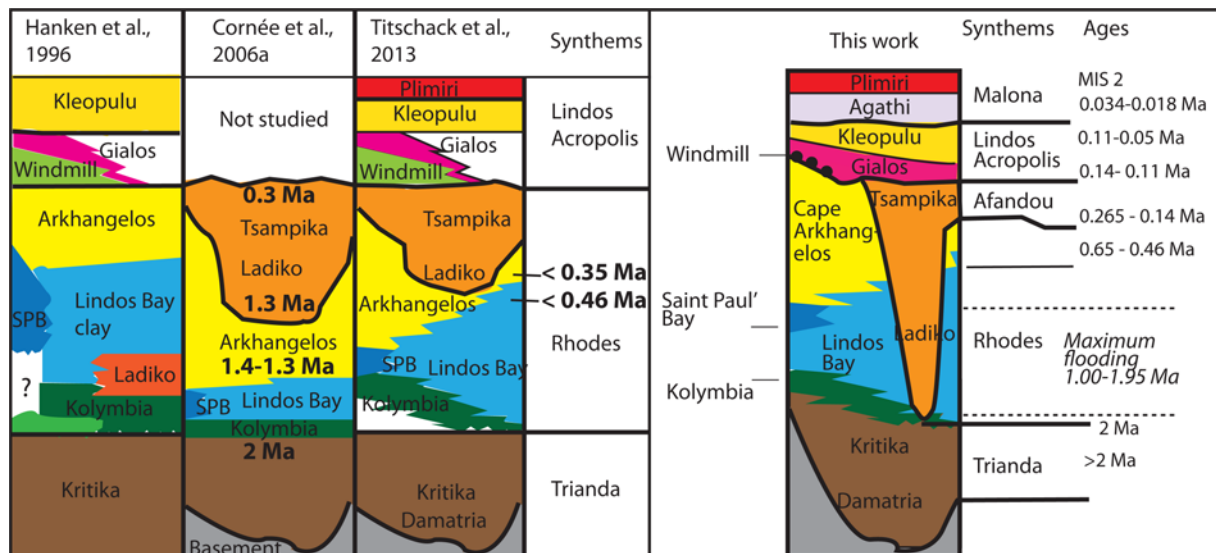 Hanken et al.,
1996
Cornée et al.,
2006a
Titschack et al.,
2013
Synthems
This work
Synthems
Ages
Kleopulu
Gialos
Windmill
Arkhangelos
SPB
Lindos Bay
clay
Ladiko
?
Kolymbia
Kritika
Not studied
0.3 Ma
Tsampika
Ladiko
1.3 Ma
Arkhangelos
1.4-1.3 Ma
SPB
Lindos Bay
Kolymbia
2 Ma
Basement
Plimiri
Kleopulu
Gialos
Windmill
Tsampika
Ladiko
< 0.35 Ma
< 0.46 Ma
Arkhangelos
SPB
Lindos Bay
Kolymbia
Kritika
Damatria
Lindos
Acropolis
Rhodes
Trianda
Windmill
Saint Paul'
Bay
Kolymbia
Plimiri
Agathi
Kleopulu
Gialos
Tsampika
Cape
Arkhang-
elos
Lindos
Bay
Ladiko
Kritika
Damatria
Malona
Lindos
Acropolis
Afandou
Rhodes
Trianda
MIS 2
0.034-0.018 Ma
0.11-0.05 Ma
0.14- 0.11 Ma
0.265 - 0.14 Ma
0.65 - 0.46 Ma
Maximum
flooding
1.00-1.95 Ma
2 Ma
>2 Ma